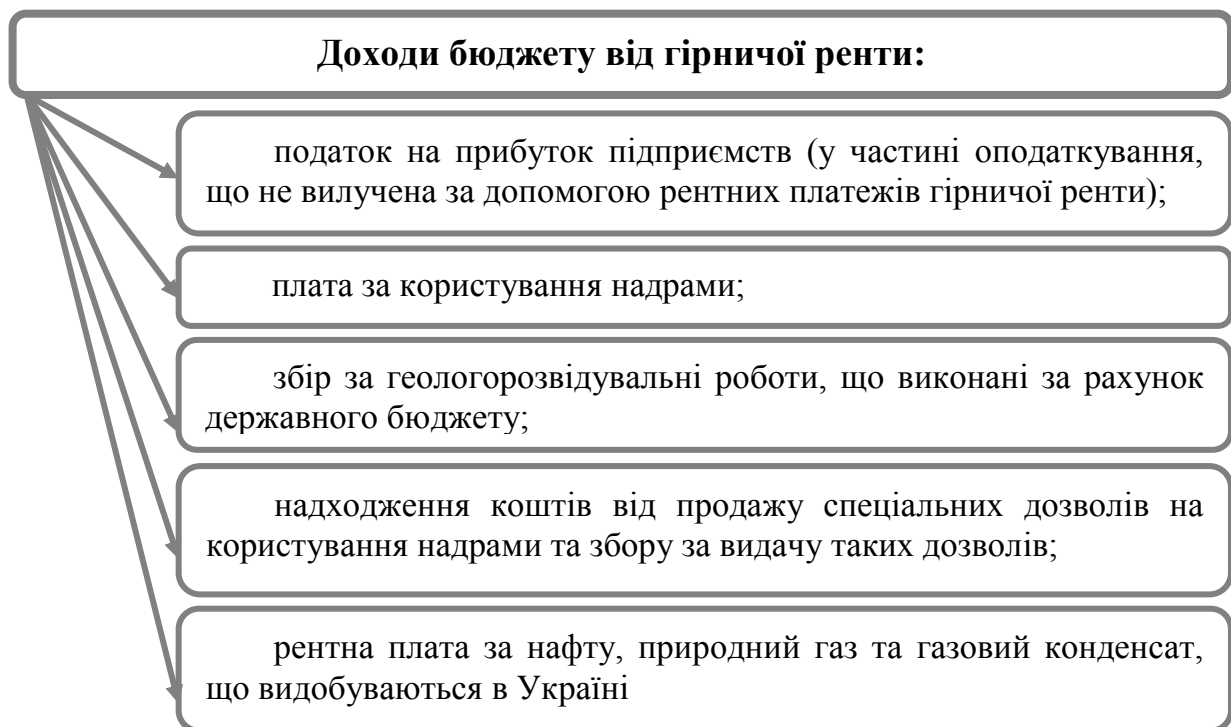 Доходи бюджету від гірничої ренти:
податок на прибуток підприємств (у частині оподаткування,
що не вилучена за допомогою рентних платежів гірничої ренти);
плата за користування надрами;
збір за геологорозвідувальні роботи, що виконані за рахунок
державного бюджету;
надходження коштів від продажу спеціальних дозволів на
користування надрами та збору за видачу таких дозволів;
рентна плата за нафту, природний газ та газовий конденсат,
що видобуваються в Україні